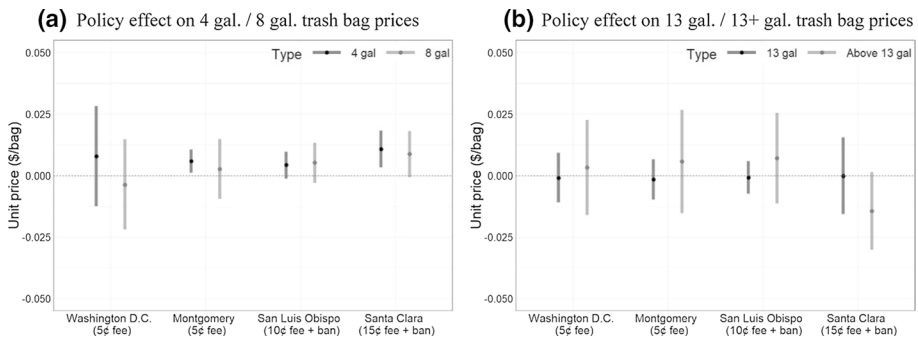 (a) Policy effect on 4 gal. / 8 gal. trash bag prices
Type 4 gal 8 gal
Unit price ($/bag)
0.050
0.025
0.000
-0.025
-0.050
Washington D.C. Montgomery San Luis Obispo Santa Clara
(5¢ fee) (5¢ fee) (10¢ fee + ban) (15¢ fee + ban)
(b) Policy effect on 13 gal. / 13+ gal. trash bag prices
Type 13 gal Above 13 gal
Unit price ($/bag)
0.050
0.025
0.000
-0.025
-0.050
Washington D.C. Montgomery San Luis Obispo Santa Clara
(5¢ fee) (5¢ fee) (10¢ fee + ban) (15¢ fee + ban)